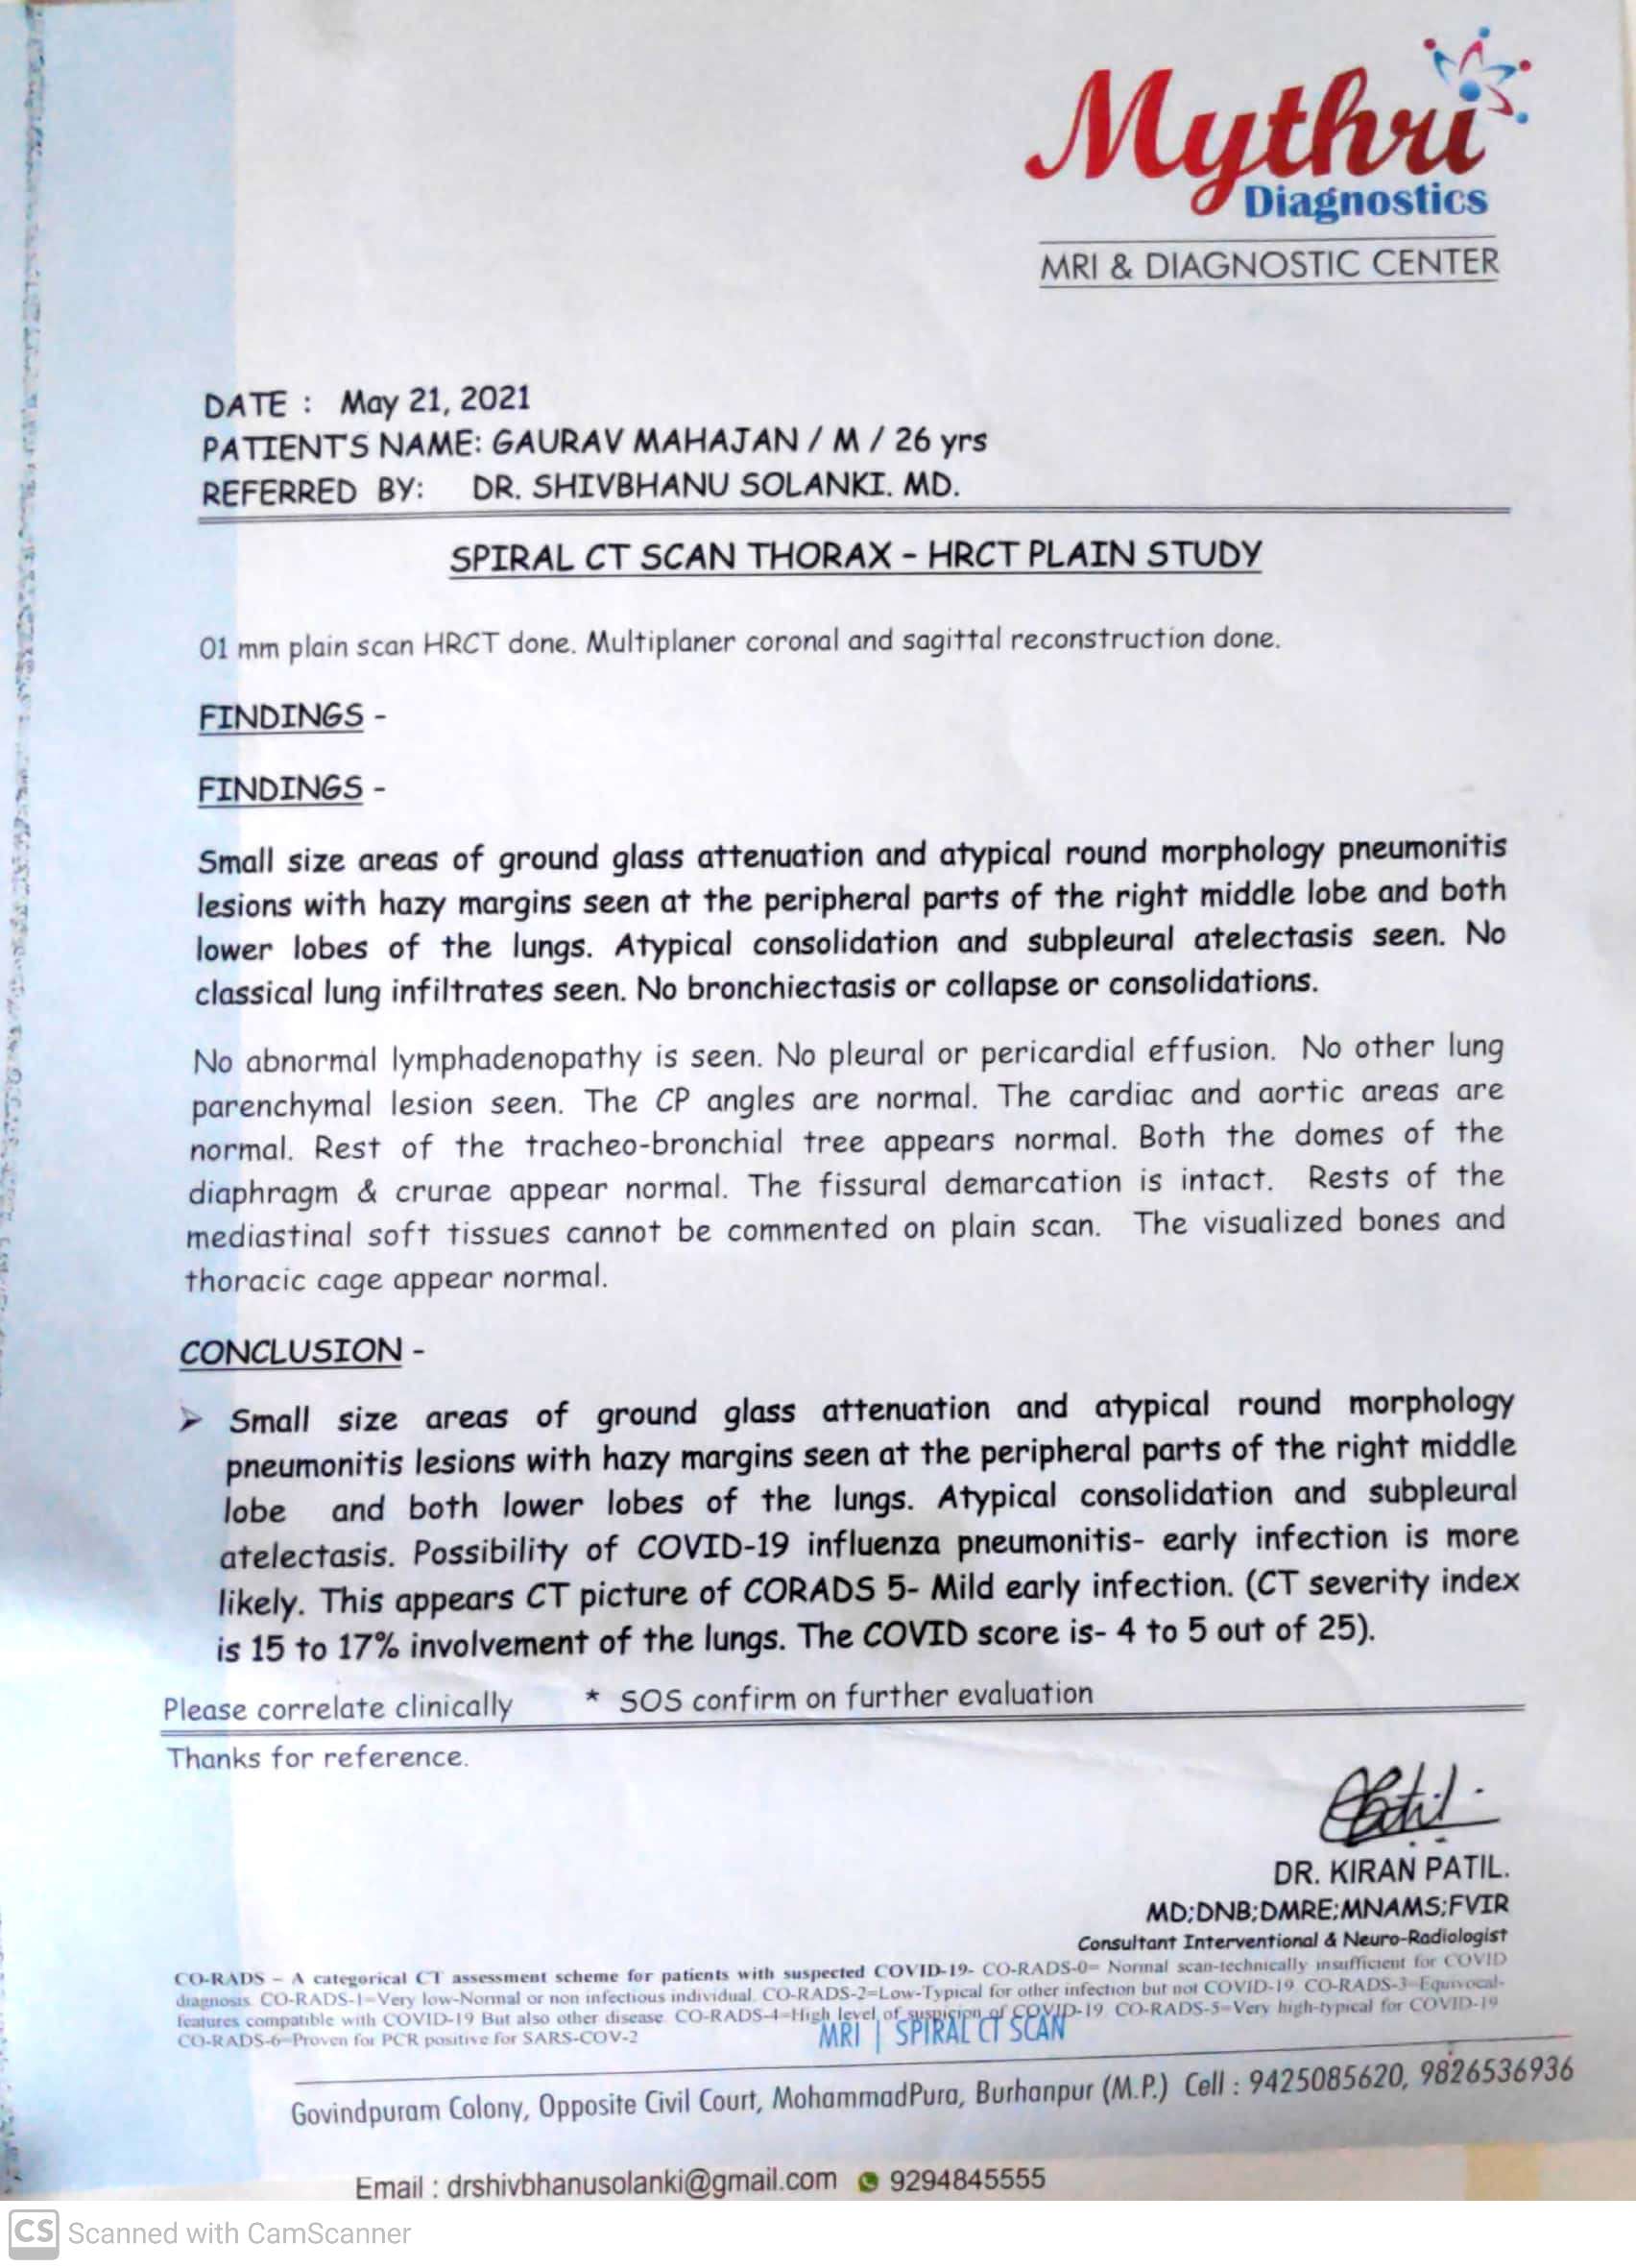 Mythri
Diagnostics
MRI & DIAGNOSTIC CENTER
DATE : May 21, 2021
PATIENT'S NAME: GAURAV MAHAJAN / M / 26 yrs
REFERRED BY: DR. SHIVBHANU SOLANKI. MD.
SPIRAL CT SCAN THORAX - HRCT PLAIN STUDY
01 mm plain scan HRCT done. Multiplaner coronal and sagittal reconstruction done.
FINDINGS -
FINDINGS -
Small size areas of ground glass attenuation and atypical round morphology pneumonitis
lesions with hazy margins seen at the peripheral parts of the right middle lobe and both
lower lobes of the lungs. Atypical consolidation and subpleural atelectasis seen. No
classical lung infiltrates seen. No bronchiectasis or collapse or consolidations.
No abnormal lymphadenopathy is seen. No pleural or pericardial effusion. No other lung
parenchymal lesion seen. The CP angles are normal. The cardiac and aortic areas are
normal. Rest of the tracheo-bronchial tree appears normal. Both the domes of the
diaphragm & crurae appear normal. The fissural demarcation is intact. Rests of the
mediastinal soft tissues cannot be commented on plain scan. The visualized bones and
thoracic cage appear normal.
CONCLUSION -
➢ Small size areas of ground glass attenuation and atypical round morphology
pneumonitis lesions with hazy margins seen at the peripheral parts of the right middle
lobe and both lower lobes of the lungs. Atypical consolidation and subpleural
atelectasis. Possibility of COVID-19 influenza pneumonitis- early infection is more
likely. This appears CT picture of CORADS 5- Mild early infection. (CT severity index
is 15 to 17% involvement of the lungs. The COVID score is- 4 to 5 out of 25).
Please correlate clinically * SOS confirm on further evaluation
Thanks for reference.
DR. KIRAN PATIL.
MD;DNB;DMRE;MNAMS;FVIR
Consultant Interventional & Neuro-Radiologist
CO-RADS – A categorical CT assessment scheme for patients with suspected COVID-19- CO-RADS-0= Normal scan-technically insufficient for COVID
diagnosis. CO-RADS-1=Very low-Normal or non infectious individual. CO-RADS-2=Low-Typical for other infection but not COVID-19. CO-RADS-3=Equivocal-
features compatible with COVID-19 But also other disease. CO-RADS-4=High level of suspicion of COVID-19. CO-RADS-5=Very high-typical for COVID-19
CO-RADS-6=Proven for PCR positive for SARS-COV-2
MRI | SPIRAL CT SCAN
Govindpuram Colony, Opposite Civil Court, MohammadPura, Burhanpur (M.P.) Cell : 9425085620, 9826536936
Email : drshivbhanusolanki@gmail.com 9294845555
CS Scanned with CamScanner